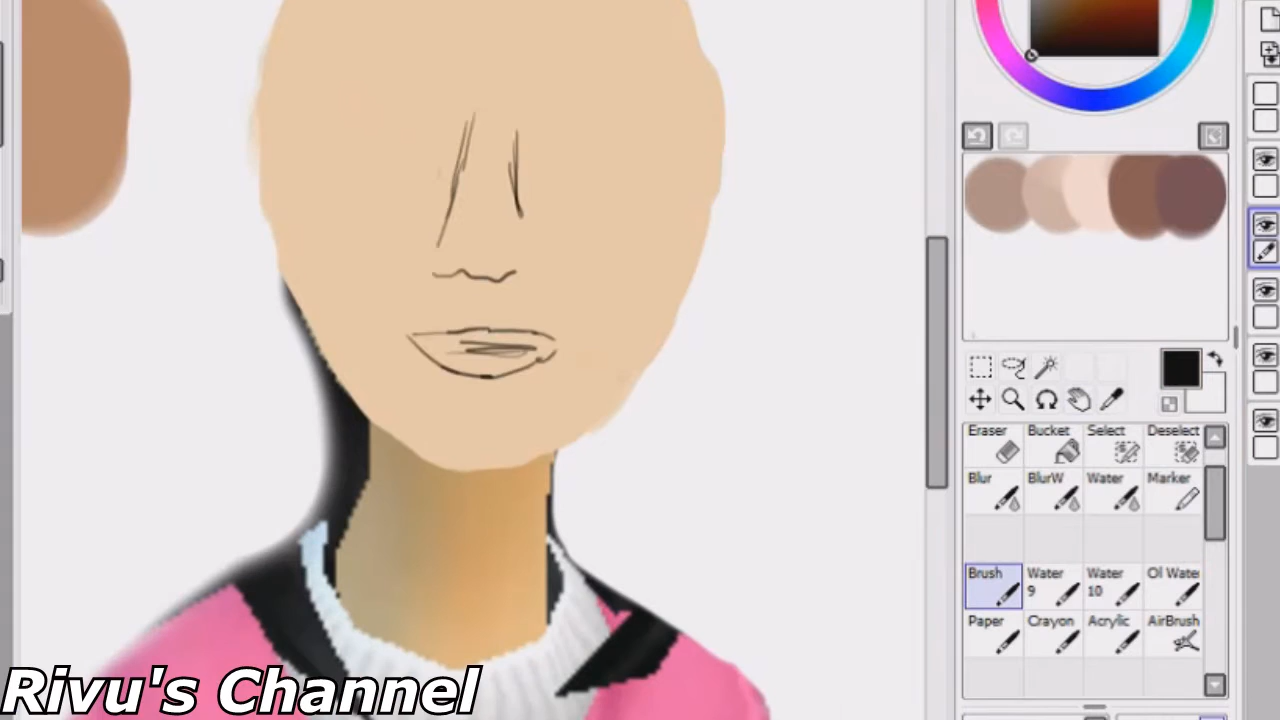 Eraser Bucket Select Deselect
Blur BlurW Water Marker
Brush Water 9 Water 10 Oil Wate
Paper Crayon Acrylic AirBrush
Rivu's Channel